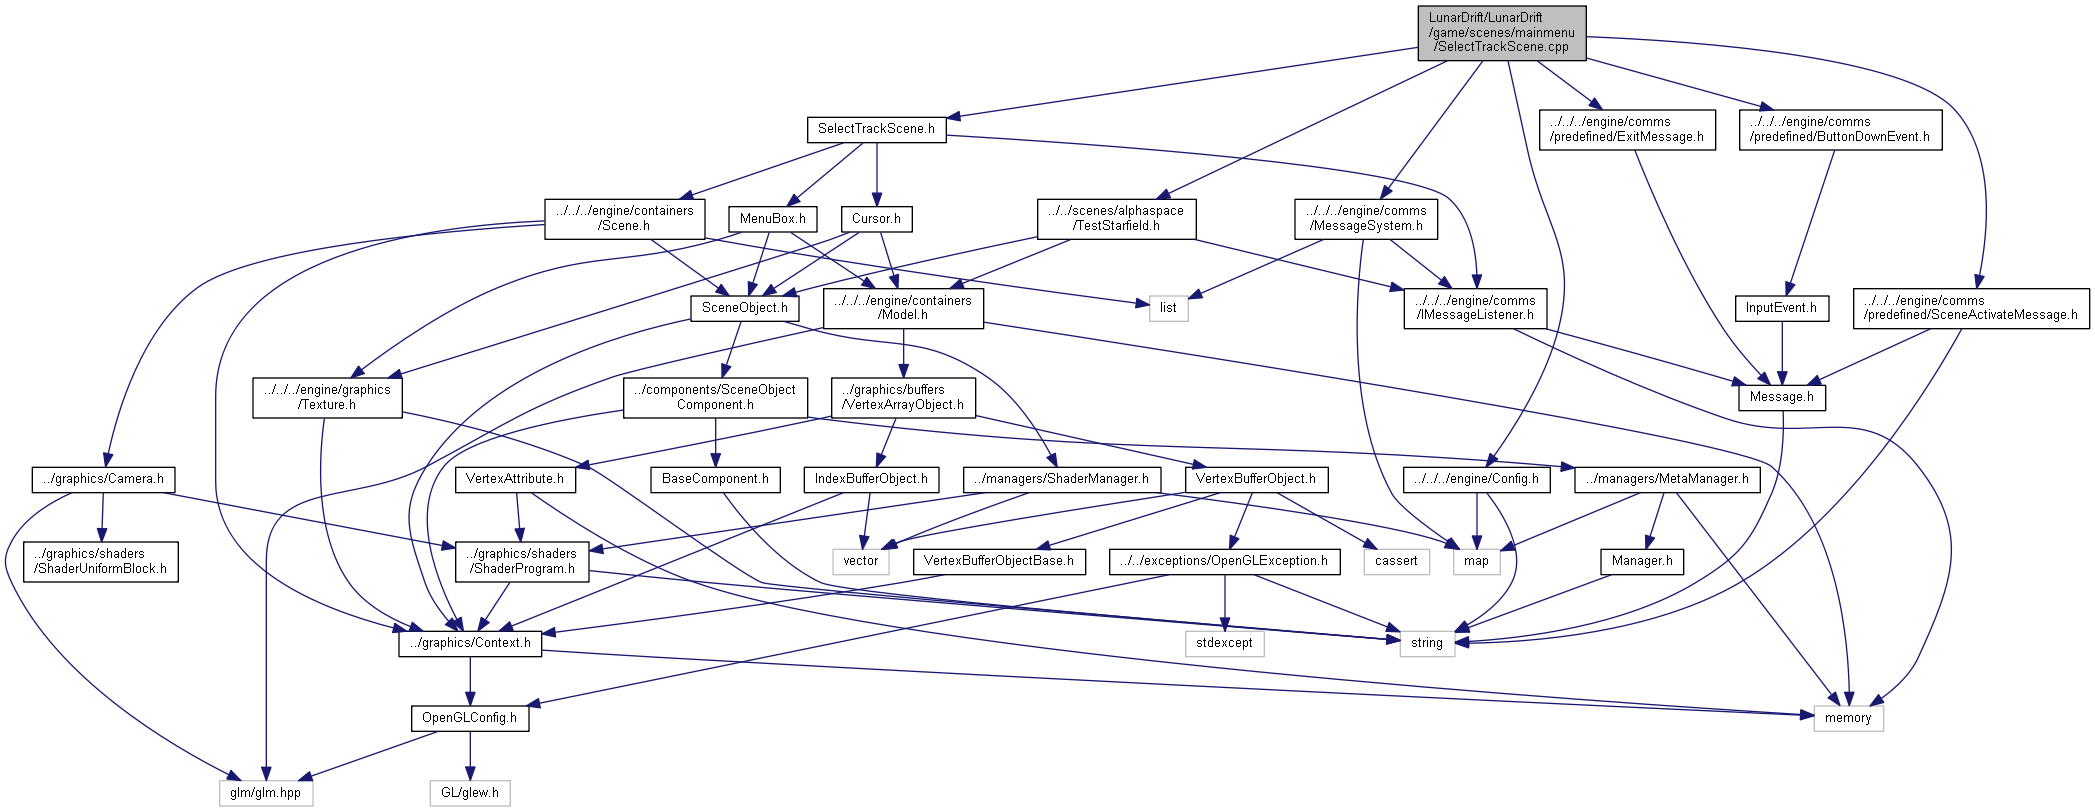 LunarDrift/LunarDrift
/game/scenes/mainmenu
/SelectTrackScene.cpp
SelectTrackScene.h
../../../engine/comms
/predefined/ExitMessage.h
../../../engine/comms
/predefined/ButtonDownEvent.h
../../../engine/containers
/Scene.h
MenuBox.h
Cursor.h
../../scenes/alphaspace
/TestStarfield.h
../../../engine/comms
/MessageSystem.h
SceneObject.h
../../../engine/containers
/Model.h
list
../../../engine/comms
/IMessageListener.h
InputEvent.h
../../../engine/comms
/predefined/SceneActivateMessage.h
../../../engine/graphics
/Texture.h
../components/SceneObject
Component.h
../graphics/buffers
/VertexArrayObject.h
Message.h
../graphics/Camera.h
VertexAttribute.h
BaseComponent.h
IndexBufferObject.h
../managers/ShaderManager.h
VertexBufferObject.h
../../../engine/Config.h
../managers/MetaManager.h
../graphics/shaders
/ShaderUniformBlock.h
../graphics/shaders
/ShaderProgram.h
vector
VertexBufferObjectBase.h
../../exceptions/OpenGLException.h
cassert
map
Manager.h
../graphics/Context.h
stdexcept
string
OpenGLConfig.h
memory
glm/glm.hpp
GL/glew.h